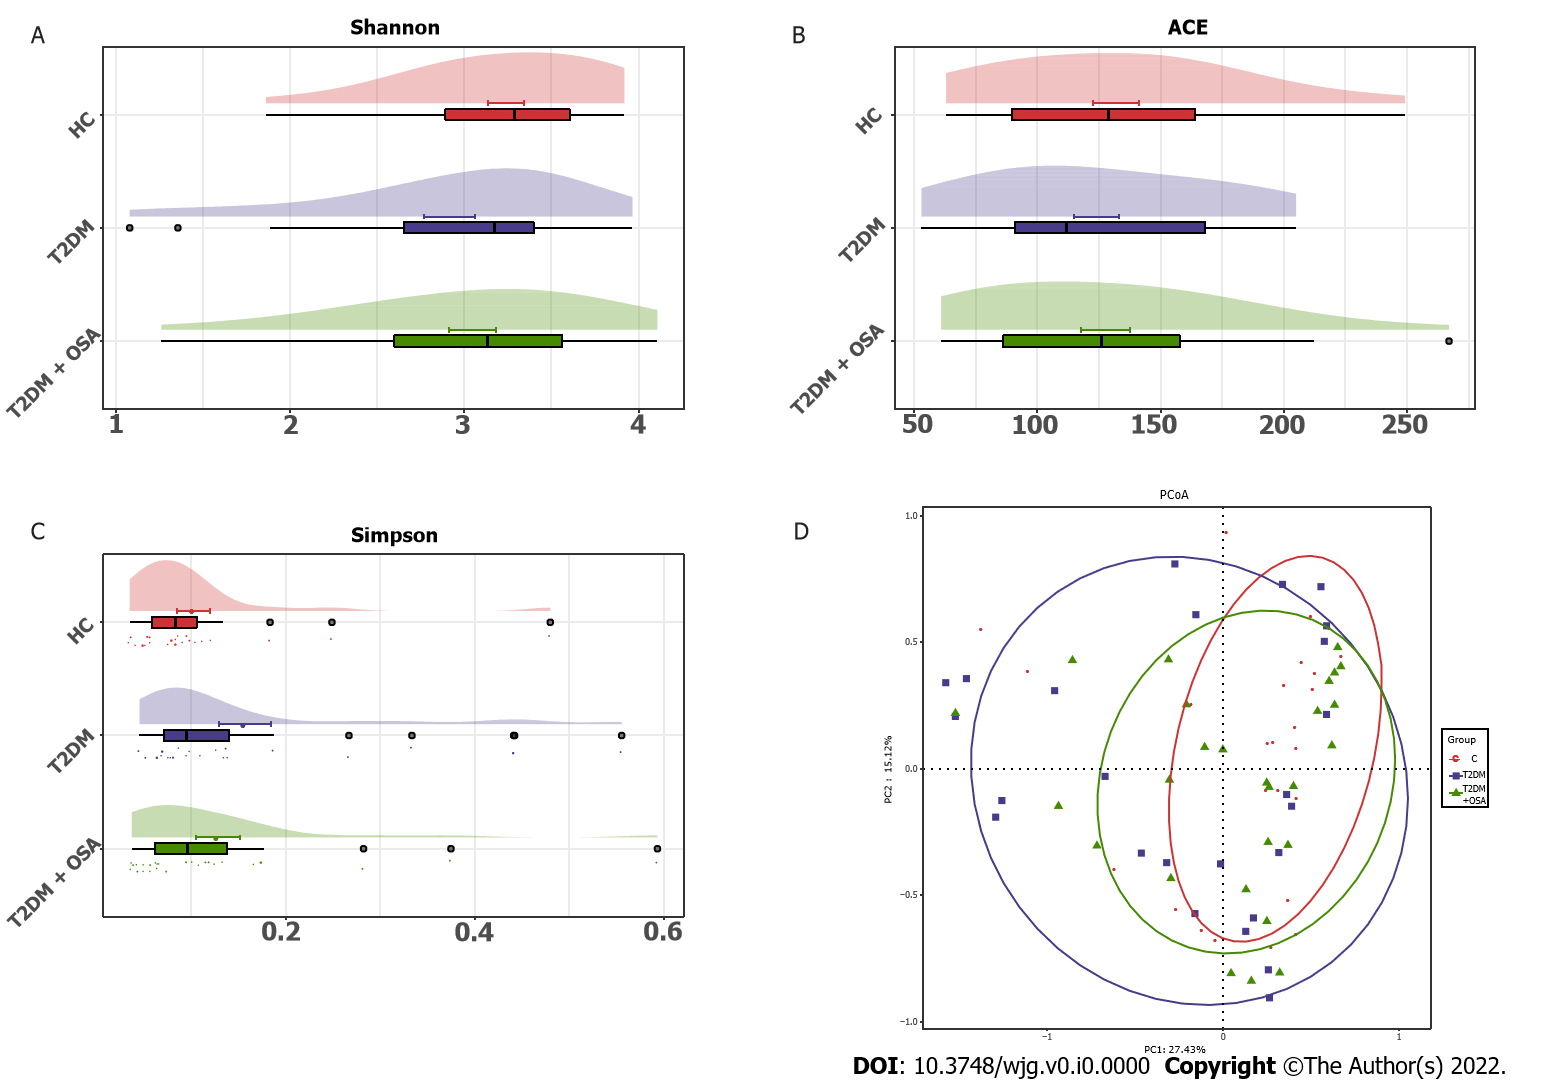 A
Shannon
HC
T2DM
T2DM + OSA
1 2 3 4
B
ACE
HC
T2DM
T2DM + OSA
50 100 150 200 250
C
Simpson
HC
T2DM
T2DM + OSA
0.2 0.4 0.6
D
PCoA
1.0
0.5
0.0
−0.5
−1.0
PC2 : 15.12%
−1 0 1
PC1: 27.43%
Group
C
T2DM
T2DM
+OSA
DOI: 10.3748/wjg.v0.i0.0000 Copyright ©The Author(s) 2022.